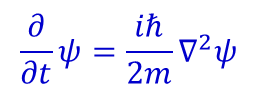 ∂/∂t ψ = iℏ/2m ∇²ψ